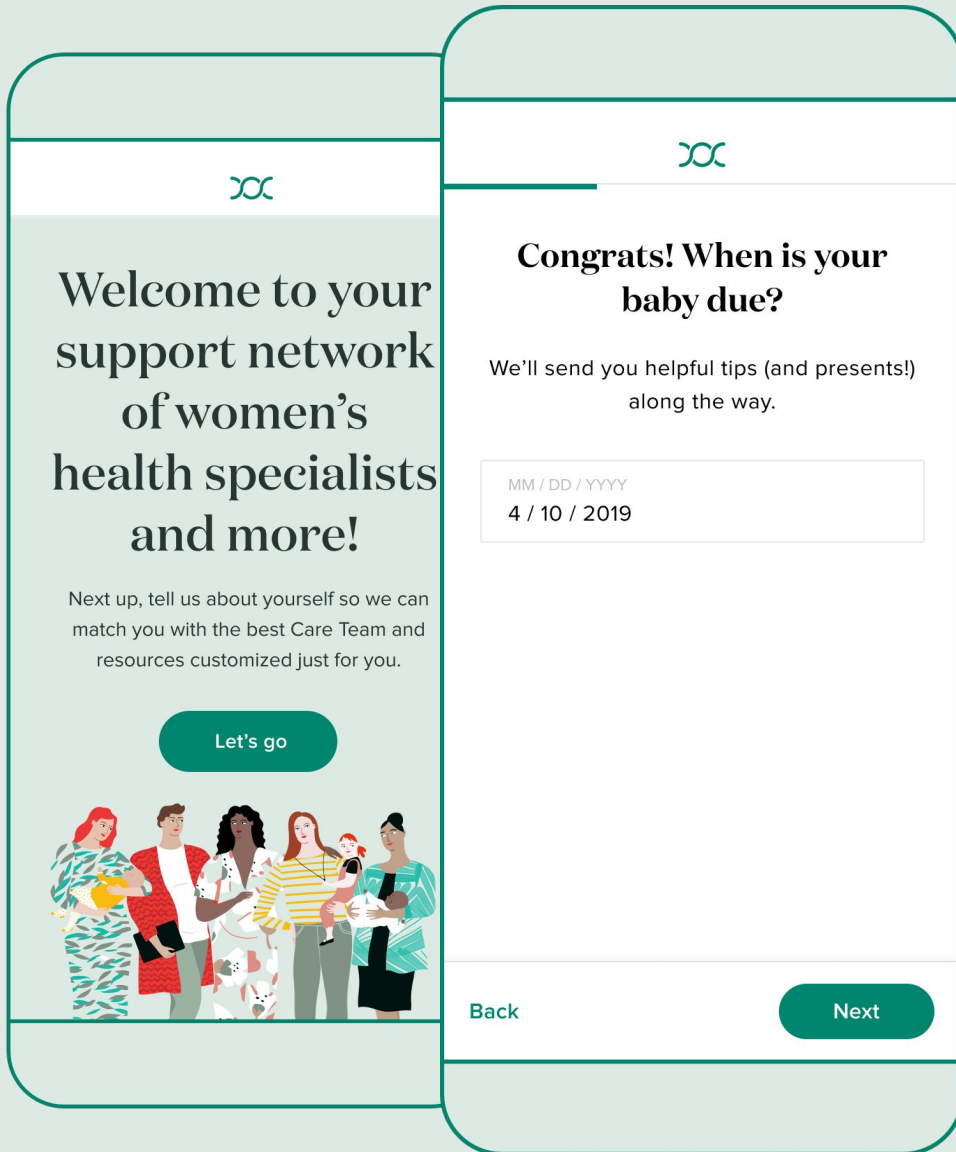 Welcome to your
support network
of women’s
health specialists
and more!
Next up, tell us about yourself so we can
match you with the best Care Team and
resources customized just for you.
Let’s go
Congrats! When is your
baby due?
We’ll send you helpful tips (and presents!)
along the way.
MM / DD / YYYY
4 / 10 / 2019
Back
Next